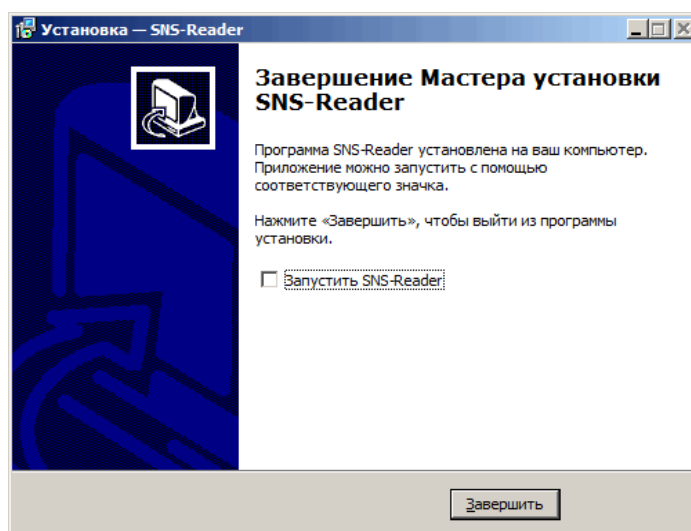 Установка — SNS-Reader
Завершение Мастера установки
SNS-Reader
Программа SNS-Reader установлена на ваш компьютер.
Приложение можно запустить с помощью
соответствующего значка.
Нажмите «Завершить», чтобы выйти из программы
установки.
Запустить SNS-Reader
Завершить